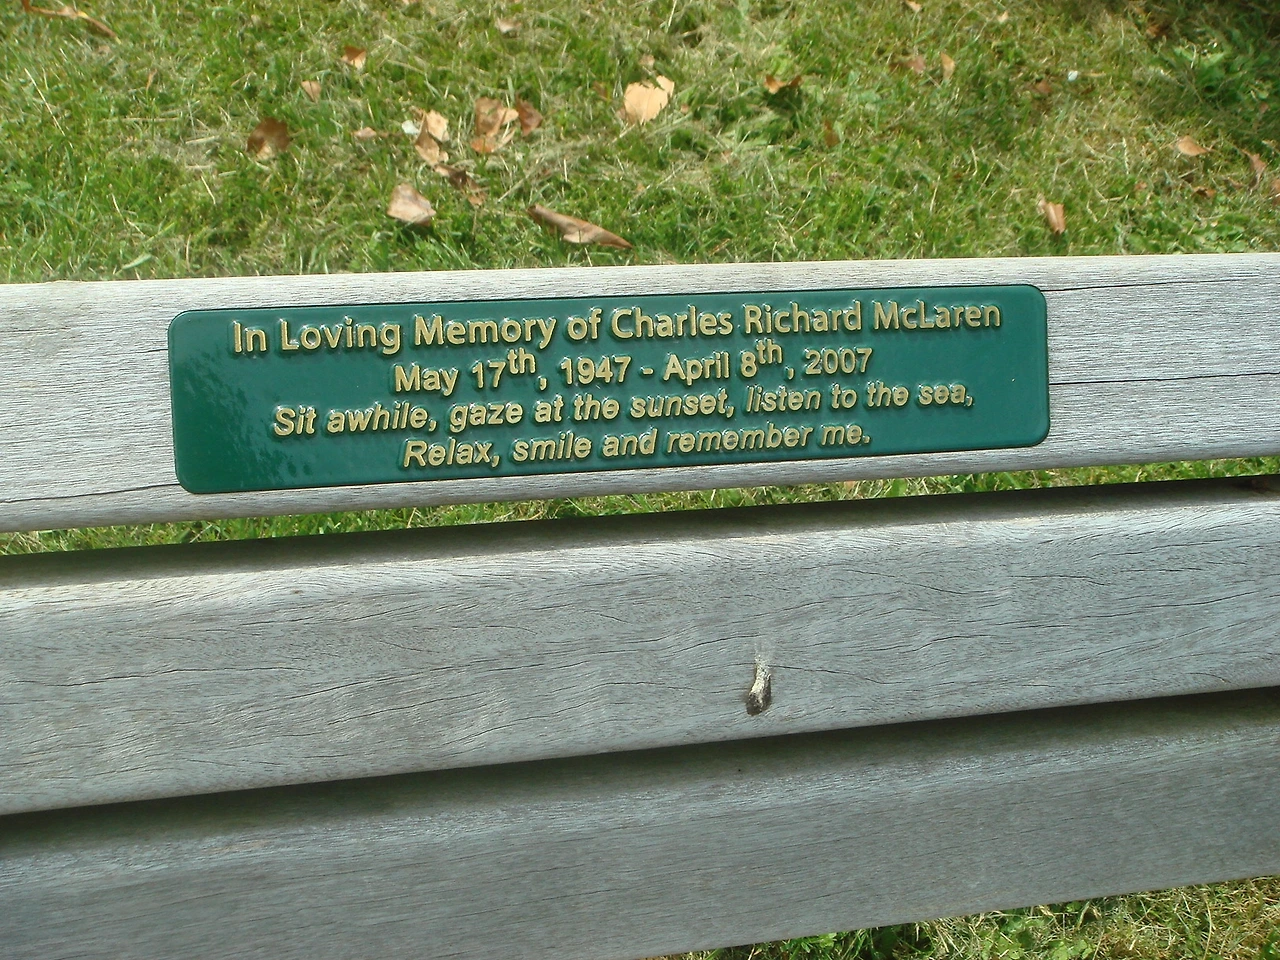 In Loving Memory of Charles Richard McLaren
May 17th, 1947 - April 8th, 2007
Sit awhile, gaze at the sunset, listen to the sea,
Relax, smile and remember me.